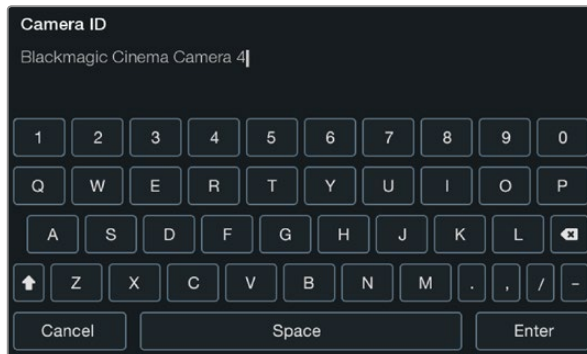 Camera ID
Blackmagic Cinema Camera 4
1 2 3 4 5 6 7 8 9 0
Q W E R T Y U I O P
A S D F G H J K L
Z X C V B N M . , / -
Cancel Space Enter